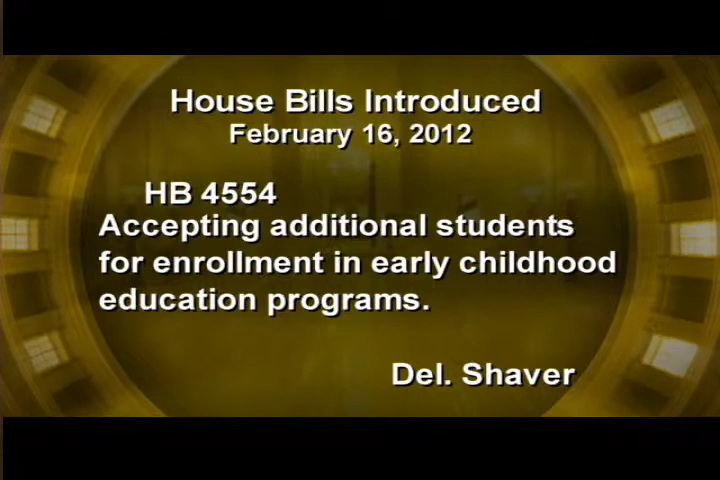 House Bills Introduced
February 16, 2012
HB 4554
Accepting additional students
for enrollment in early childhood
education programs.
Del. Shaver